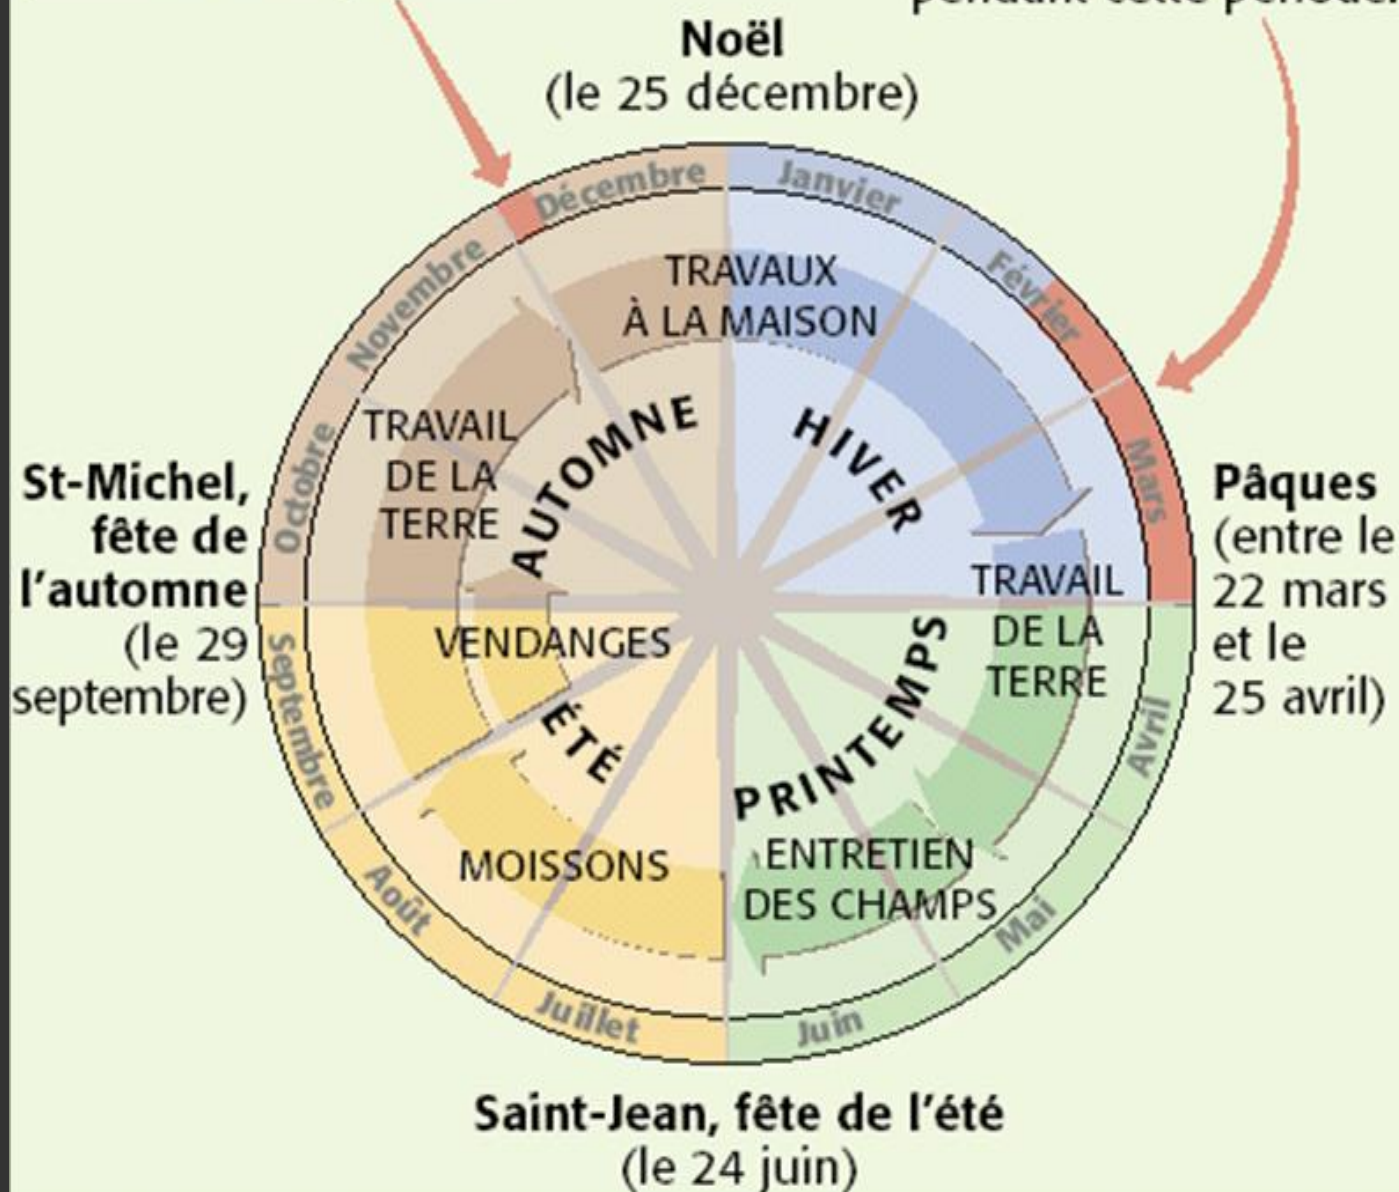 pendant cette période.
Noël
(le 25 décembre)
Décembre
Janvier
Novembre
Février
TRAVAUX
À LA MAISON
Octobre
TRAVAIL
DE LA
TERRE
AUTOMNE
HIVER
Mars
St-Michel,
fête de
l'automne
(le 29
septembre)
Pâques
(entre le
22 mars
et le
25 avril)
TRAVAIL
DE LA
TERRE
VENDANGES
Septembre
ÉTÉ
PRINTEMPS
Avril
MOISSONS
ENTRETIEN
DES CHAMPS
Août
Mai
Juillet
Juin
Saint-Jean, fête de l'été
(le 24 juin)